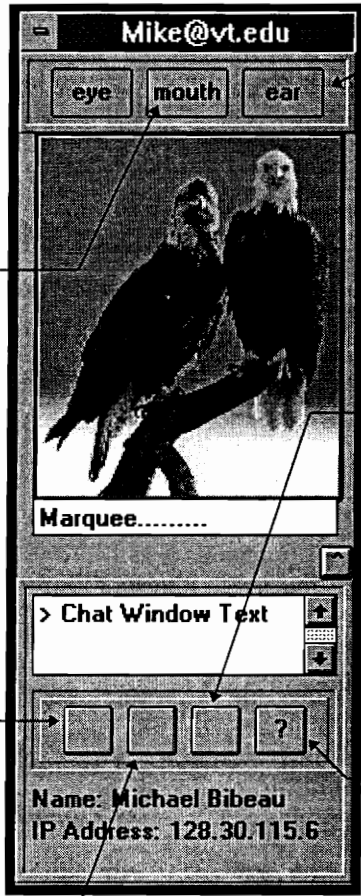 Mike@vt.edu
eye mouth ear
Marquee.........
> Chat Window Text
?
Name: Michael Bibeau
IP Address: 128.30.115.6